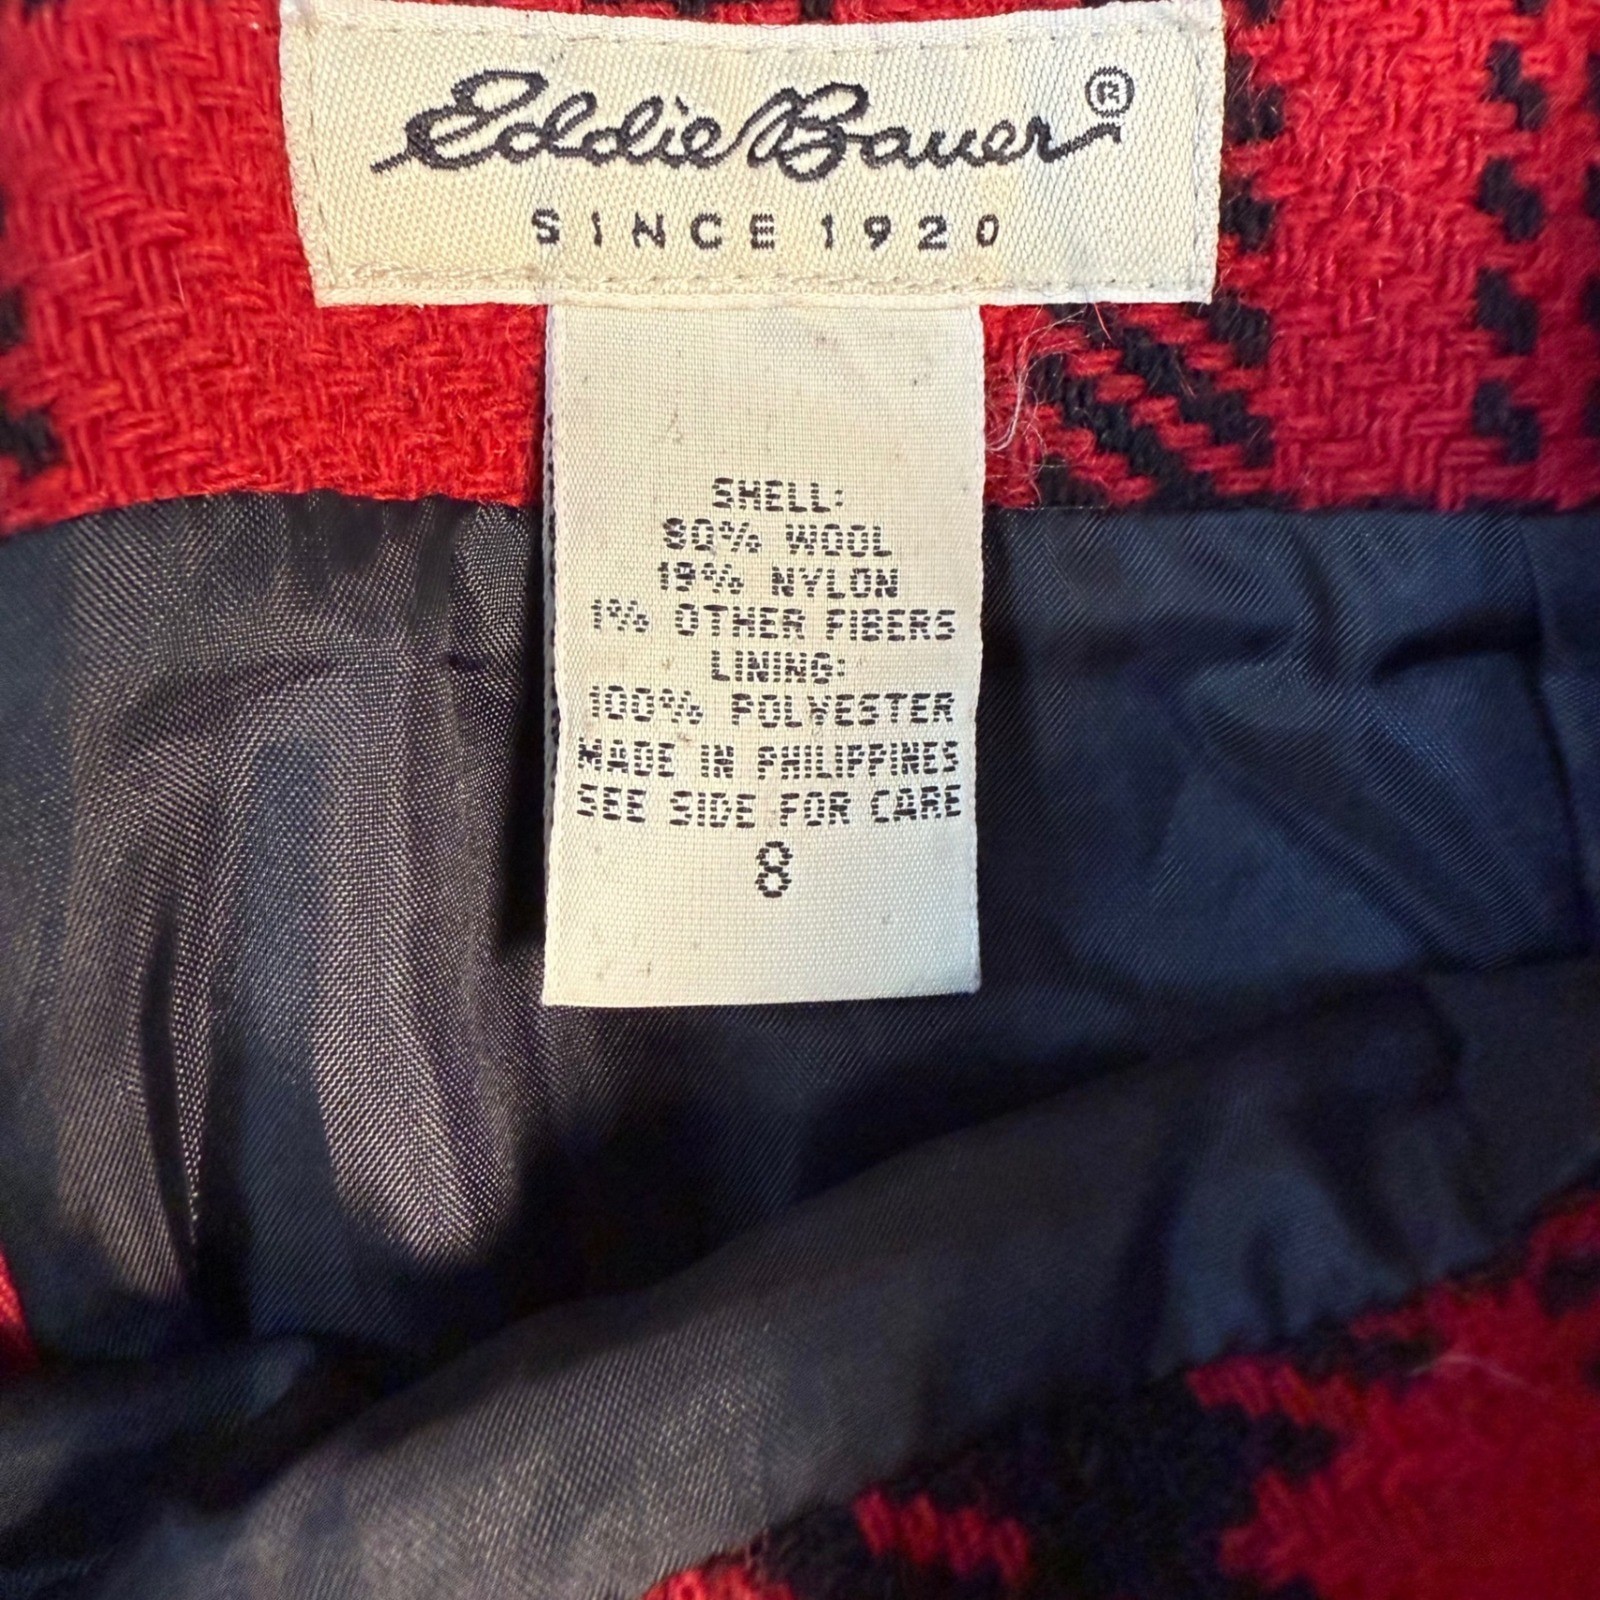 Eddie Bauer®
SINCE 1920
SHELL:
80% WOOL
19% NYLON
1% OTHER FIBERS
LINING:
100% POLYESTER
MADE IN PHILIPPINES
SEE SIDE FOR CARE
8